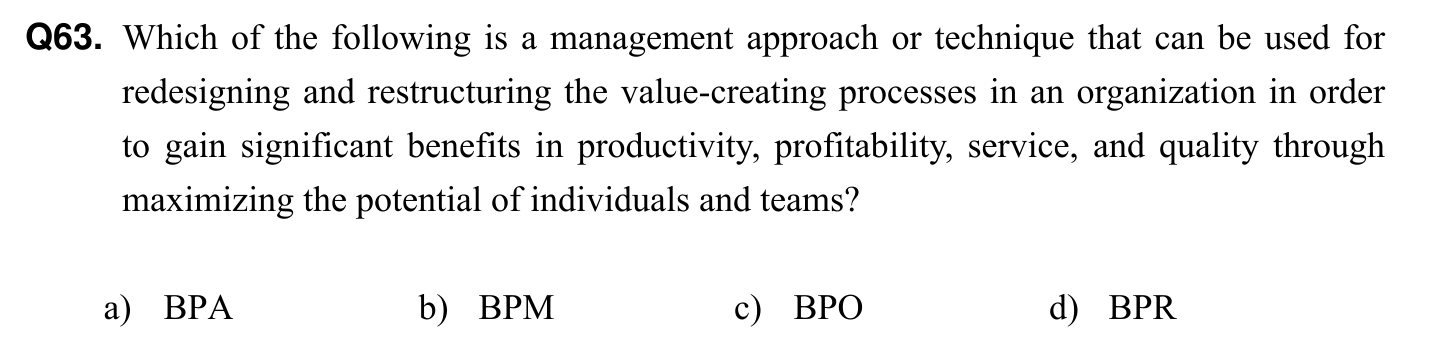 Q63. Which of the following is a management approach or technique that can be used for
redesigning and restructuring the value-creating processes in an organization in order
to gain significant benefits in productivity, profitability, service, and quality through
maximizing the potential of individuals and teams?
a) BPA b) BPM c) BPO d) BPR